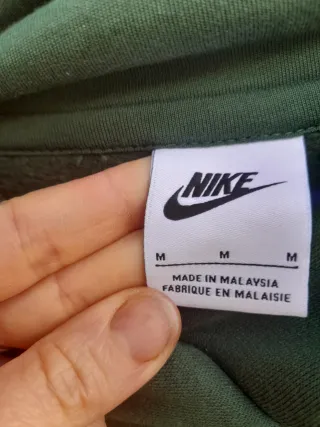 NIKE
M M M
MADE IN MALAYSIA
FABRIQUE EN MALAISIE